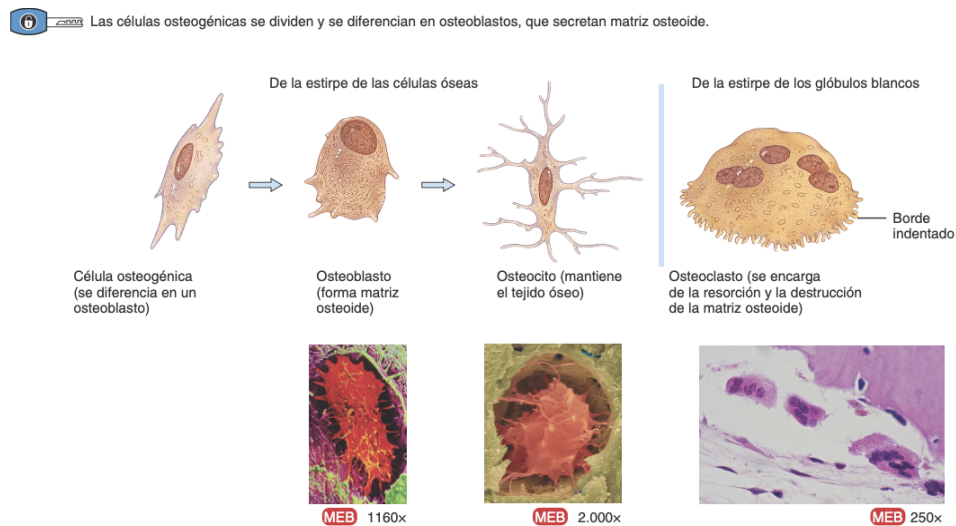 Las células osteogénicas se dividen y se diferencian en osteoblastos, que secretan matriz osteoide.
De la estirpe de las células óseas
De la estirpe de los glóbulos blancos
Borde
indentado
Célula osteogénica
(se diferencia en un
osteoblasto)
Osteoblasto
(forma matriz
osteoide)
Osteocito (mantiene
el tejido óseo)
Osteoclasto (se encarga
de la resorción y la destrucción
de la matriz osteoide)
MEB 1160×
MEB 2.000×
MEB 250×